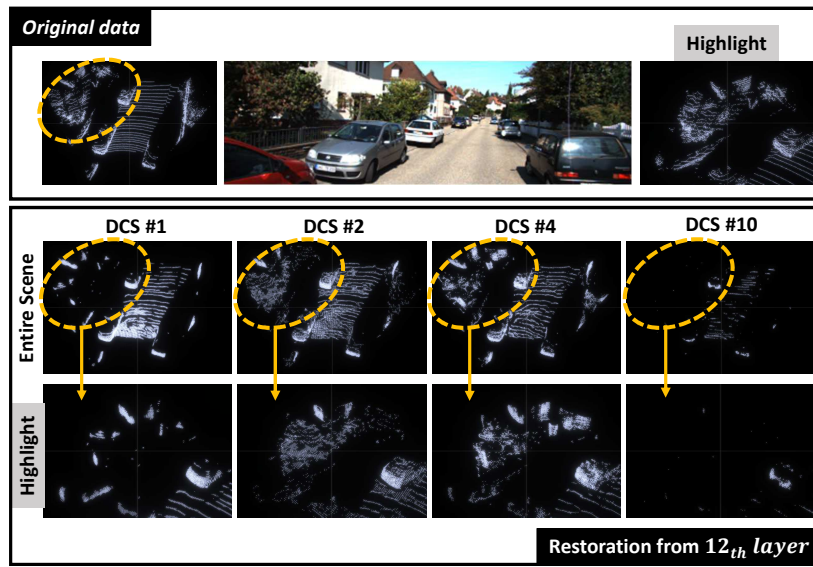 Original data
Highlight
DCS #1
DCS #2
DCS #4
DCS #10
Entire Scene
Highlight
Restoration from 12th layer